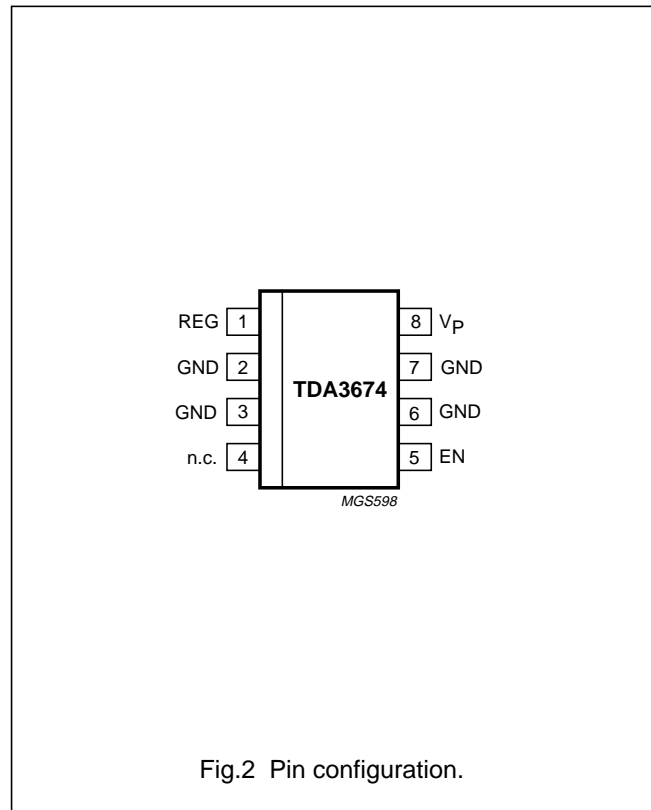 REG 1 8 VP
GND 2 7 GND
TDA3674
GND 3 6 GND
n.c. 4 5 EN
MGS598
Fig.2 Pin configuration.